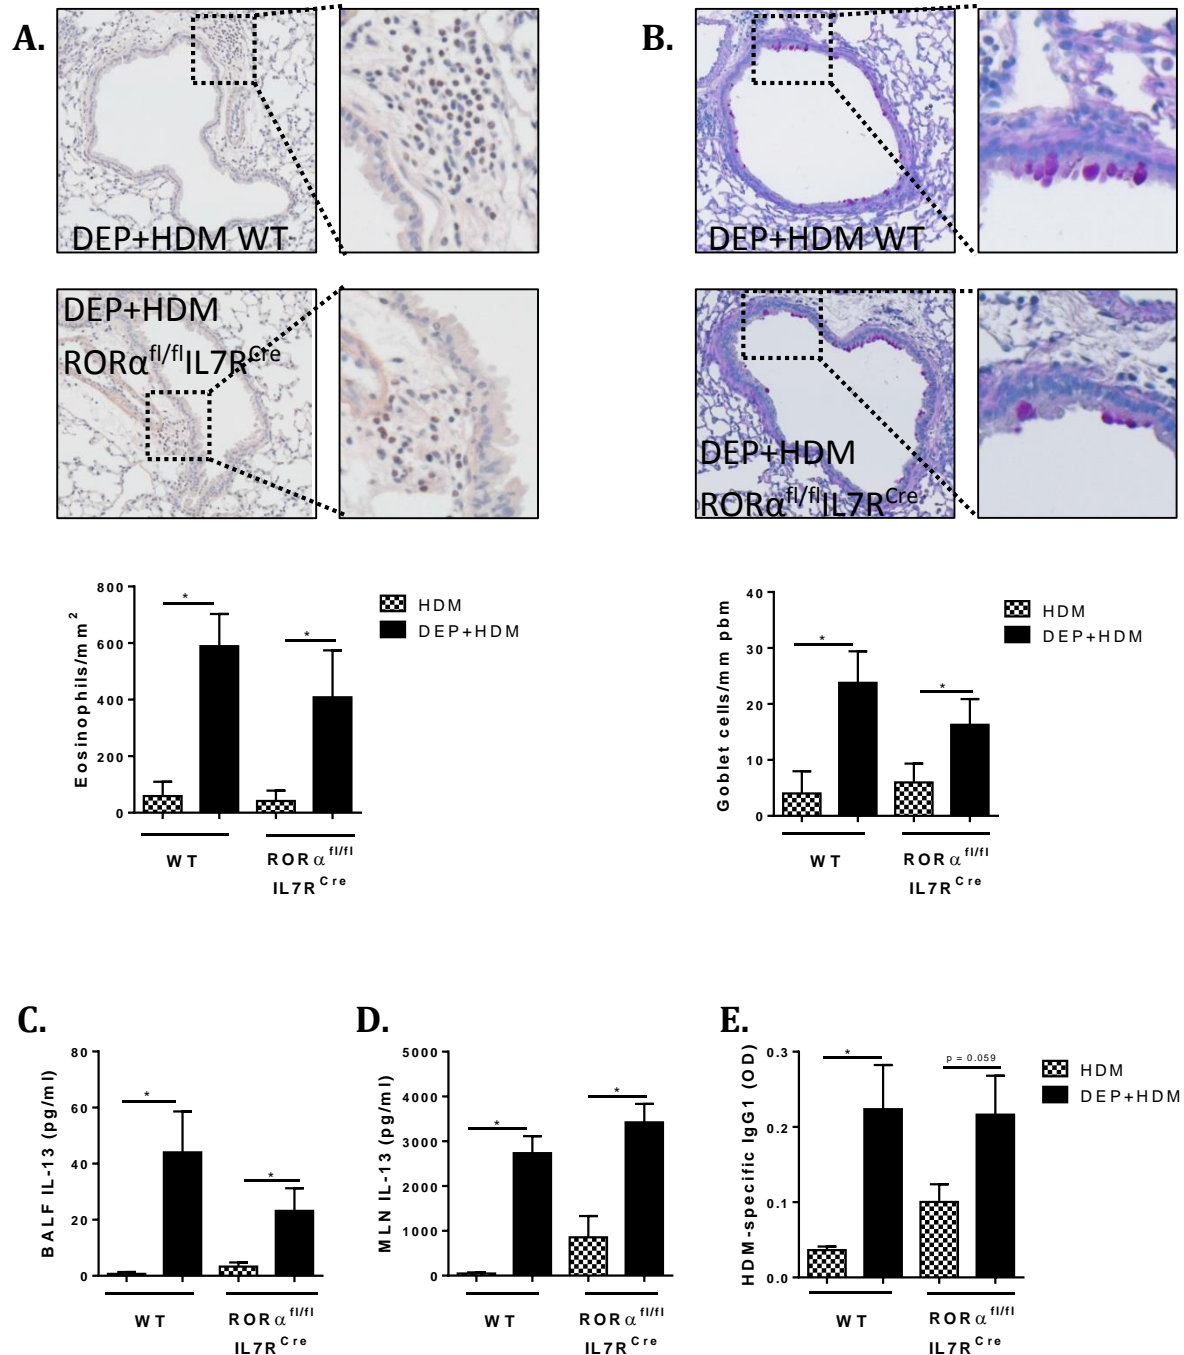 A.
DEP+HDM WT
DEP+HDM
RORα^fl/fl IL7R^Cre
Eosinophils/mm²
800
600
400
200
0
*
*
HDM
DEP+HDM
WT
RORα^fl/fl
IL7R^Cre
B.
DEP+HDM WT
DEP+HDM
RORα^fl/fl IL7R^Cre
Goblet cells/mm pbm
40
30
20
10
0
*
*
HDM
DEP+HDM
WT
RORα^fl/fl
IL7R^Cre
C.
BALF IL-13 (pg/ml)
80
60
40
20
0
*
*
WT
RORα^fl/fl
IL7R^Cre
D.
MLN IL-13 (pg/ml)
5000
4000
3000
2000
1000
0
*
*
WT
RORα^fl/fl
IL7R^Cre
E.
HDM-specific IgG1 (OD)
0.3
0.2
0.1
0.0
*
p = 0.059
HDM
DEP+HDM
WT
RORα^fl/fl
IL7R^Cre